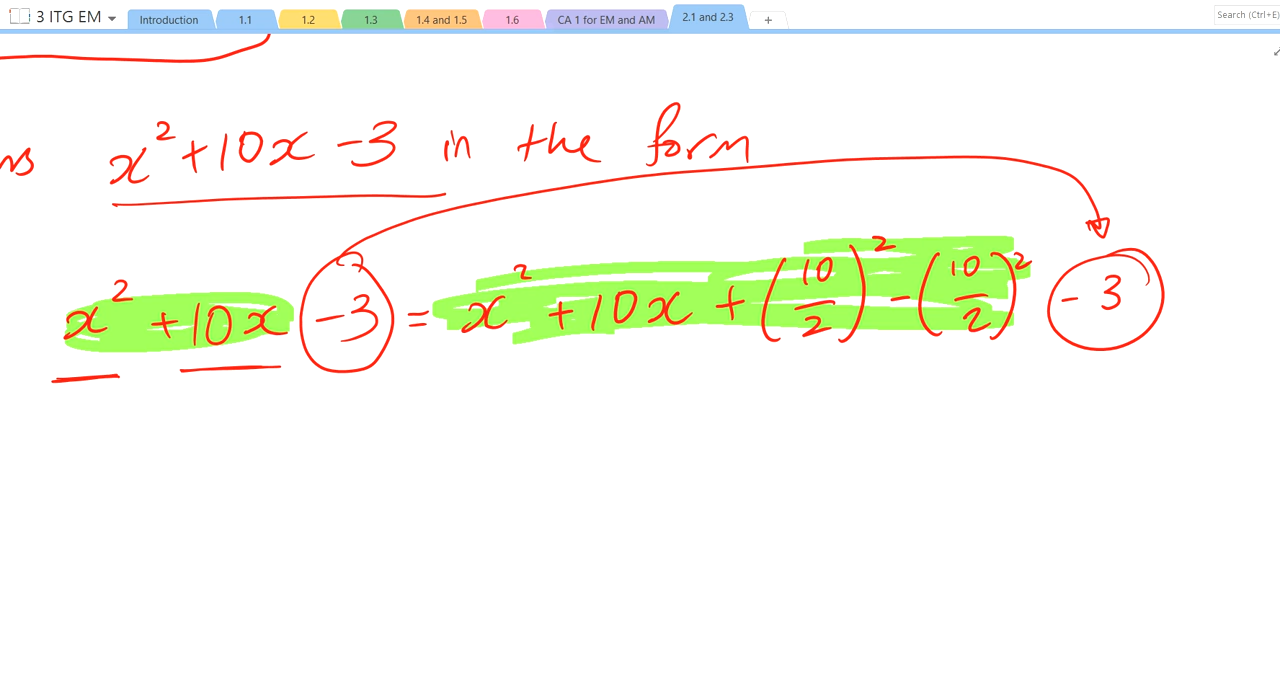 3 ITG EM Introduction 1.1 1.2 1.3 1.4 and 1.5 1.6 CA 1 for EM and AM 2.1 and 2.3 + Search (Ctrl+E)
x² + 10x - 3 in the form
x² + 10x - 3 = x² + 10x + (10/2)² - (10/2)² - 3